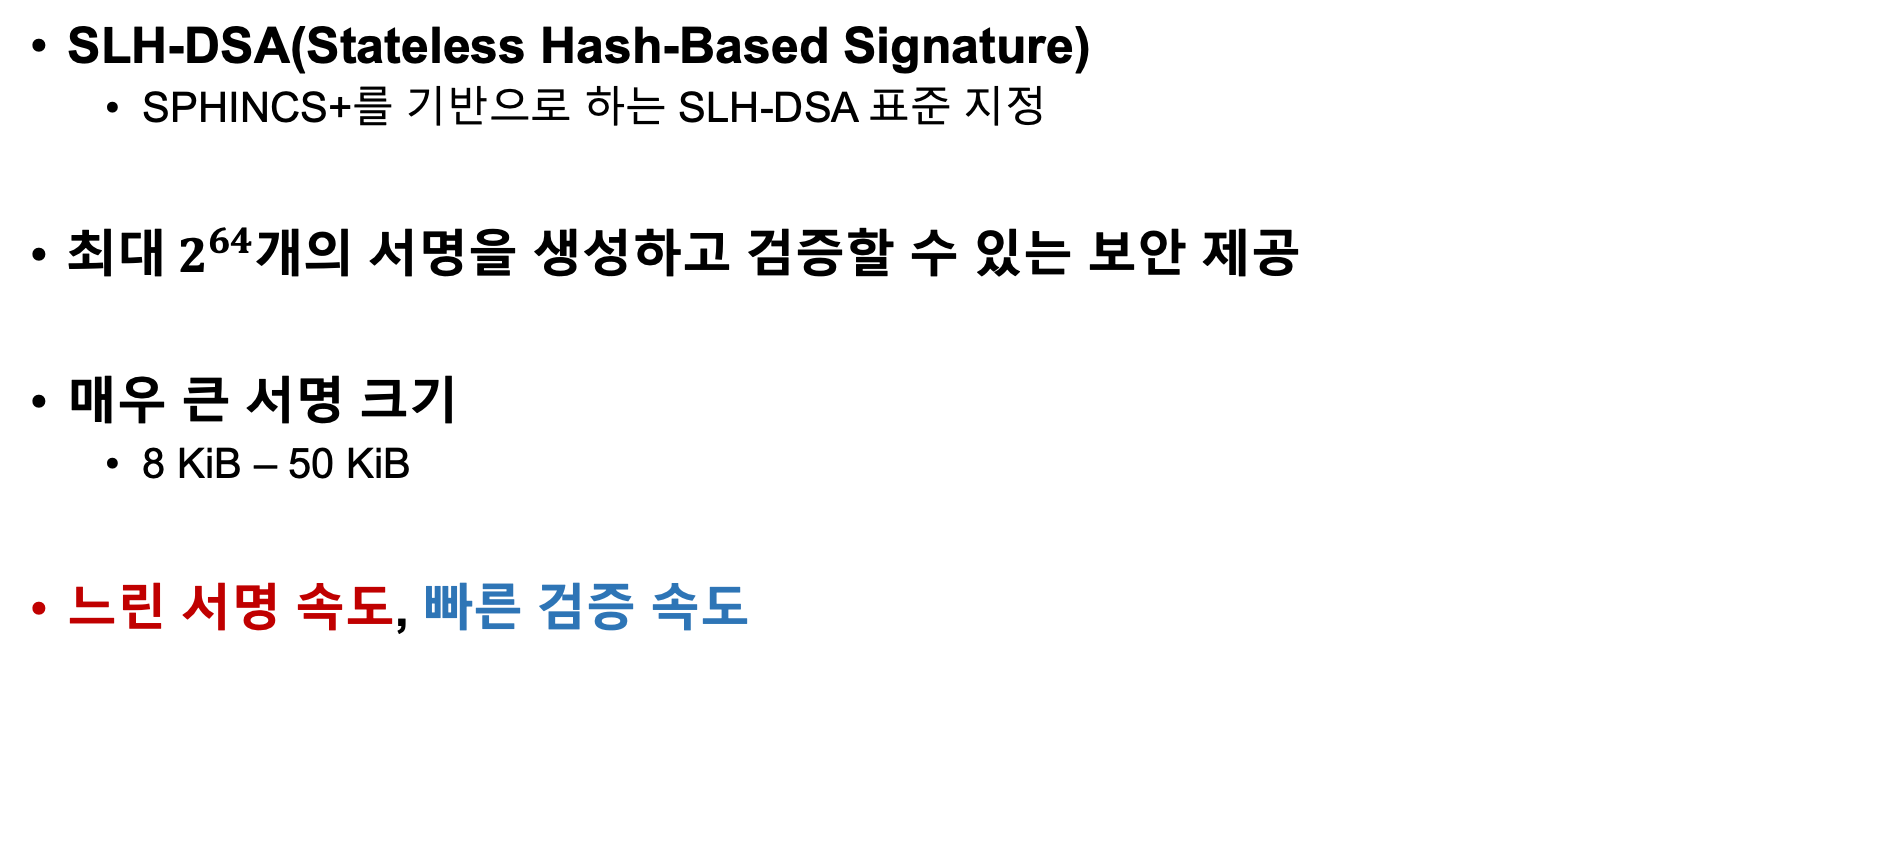 • SLH-DSA(Stateless Hash-Based Signature)
• SPHINCS+를 기반으로 하는 SLH-DSA 표준 지정
• 최대 2⁶⁴개의 서명을 생성하고 검증할 수 있는 보안 제공
• 매우 큰 서명 크기
• 8 KiB – 50 KiB
• 느린 서명 속도, 빠른 검증 속도